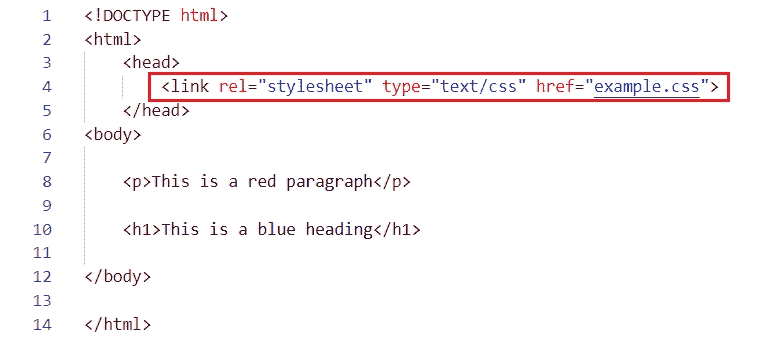 1 <!DOCTYPE html>
2 <html>
3 <head>
4 <link rel="stylesheet" type="text/css" href="example.css">
5 </head>
6 <body>
7
8 <p>This is a red paragraph</p>
9
10 <h1>This is a blue heading</h1>
11
12 </body>
13
14 </html>